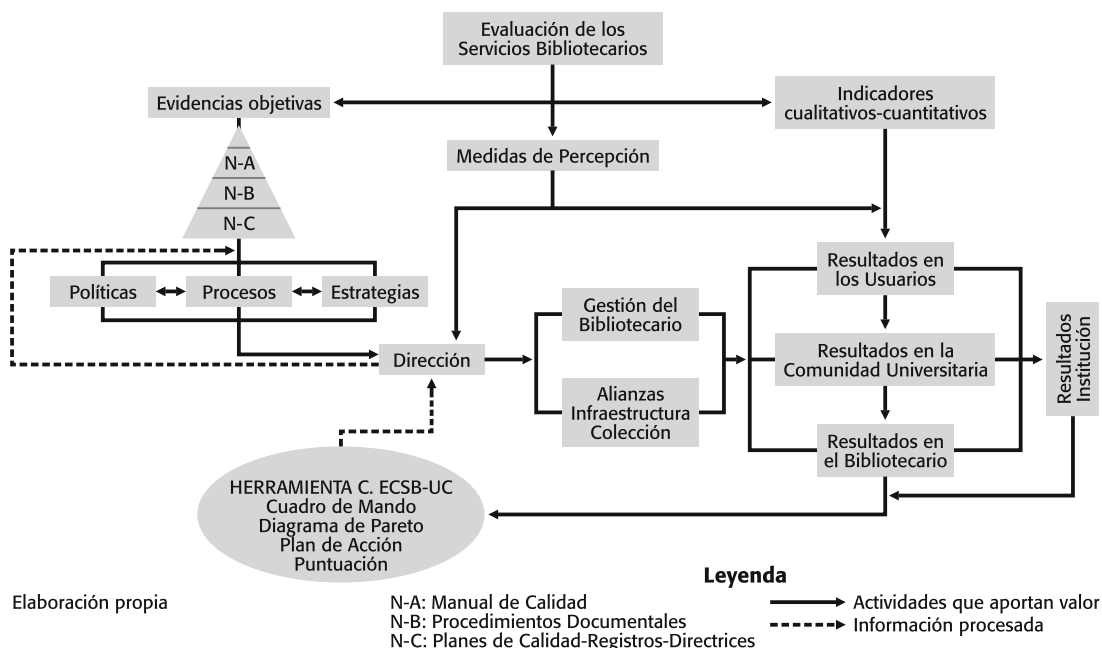 Evaluación de los
Servicios Bibliotecarios
Evidencias objetivas
Indicadores
cualitativos-cuantitativos
Medidas de Percepción
N-A
N-B
N-C
Políticas
Procesos
Estrategias
Dirección
Gestión del
Bibliotecario
Alianzas
Infraestructura
Colección
Resultados en
los Usuarios
Resultados en la
Comunidad Universitaria
Resultados en
el Bibliotecario
Resultados
Institución
HERRAMIENTA C. ECSB-UC
Cuadro de Mando
Diagrama de Pareto
Plan de Acción
Puntuación
Elaboración propia
Leyenda
N-A: Manual de Calidad
N-B: Procedimientos Documentales
N-C: Planes de Calidad-Registros-Directrices
Actividades que aportan valor
Información procesada